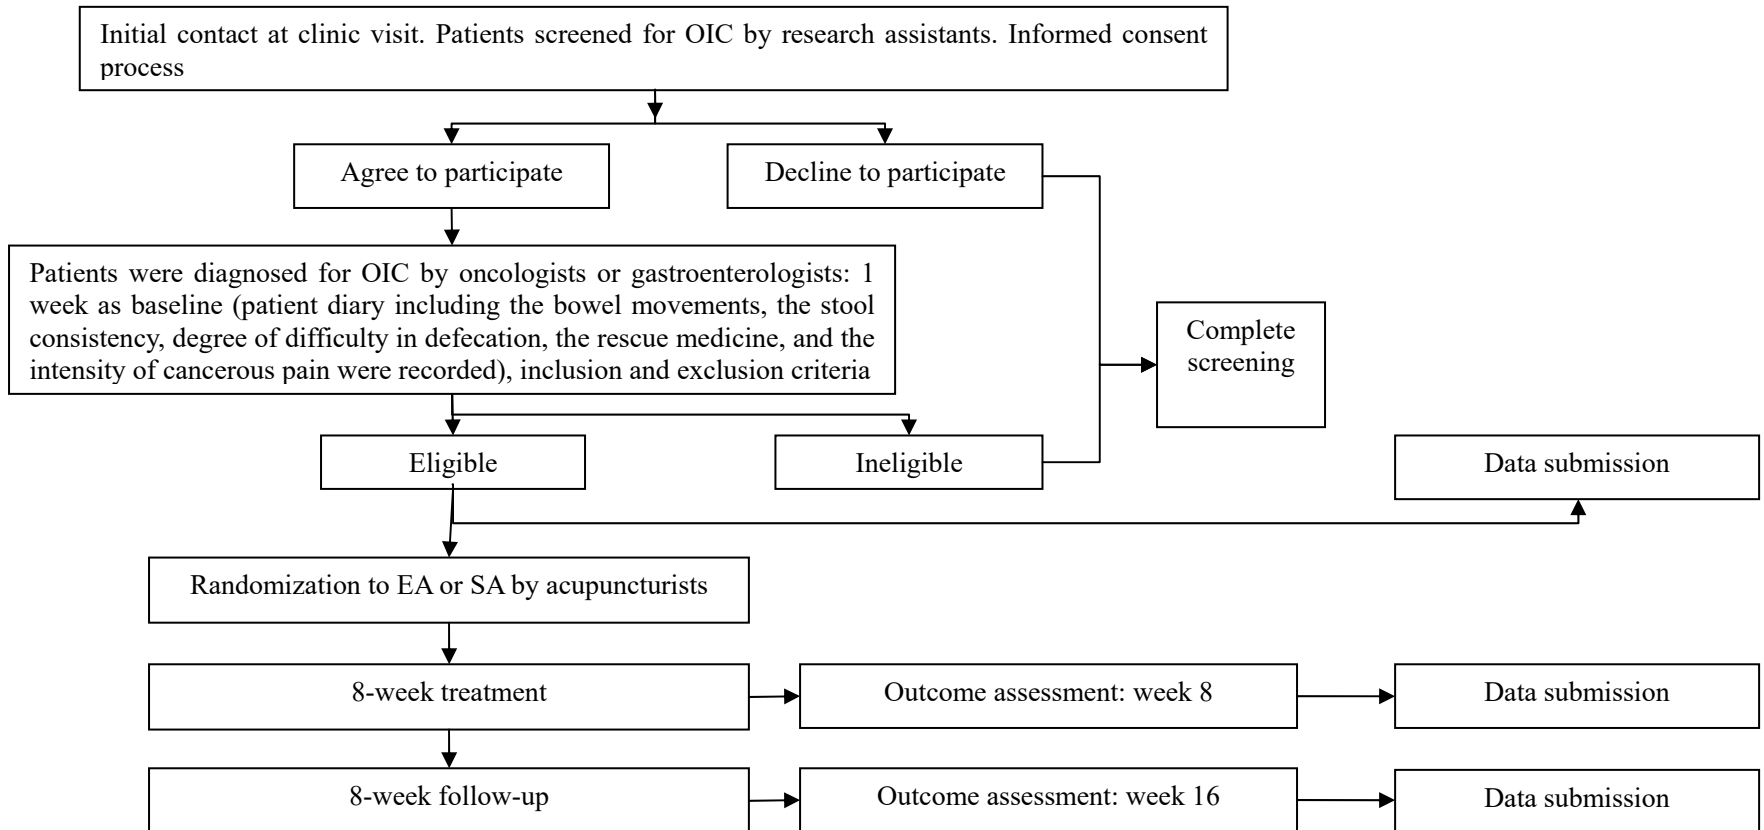 Initial contact at clinic visit. Patients screened for OIC by research assistants. Informed consent
process
Agree to participate
Decline to participate
Patients were diagnosed for OIC by oncologists or gastroenterologists: 1
week as baseline (patient diary including the bowel movements, the stool
consistency, degree of difficulty in defecation, the rescue medicine, and the
intensity of cancerous pain were recorded), inclusion and exclusion criteria
Complete
screening
Eligible
Ineligible
Data submission
Randomization to EA or SA by acupuncturists
8-week treatment
Outcome assessment: week 8
Data submission
8-week follow-up
Outcome assessment: week 16
Data submission